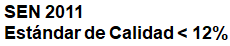 SEN 2011
Estándar de Calidad < 12%